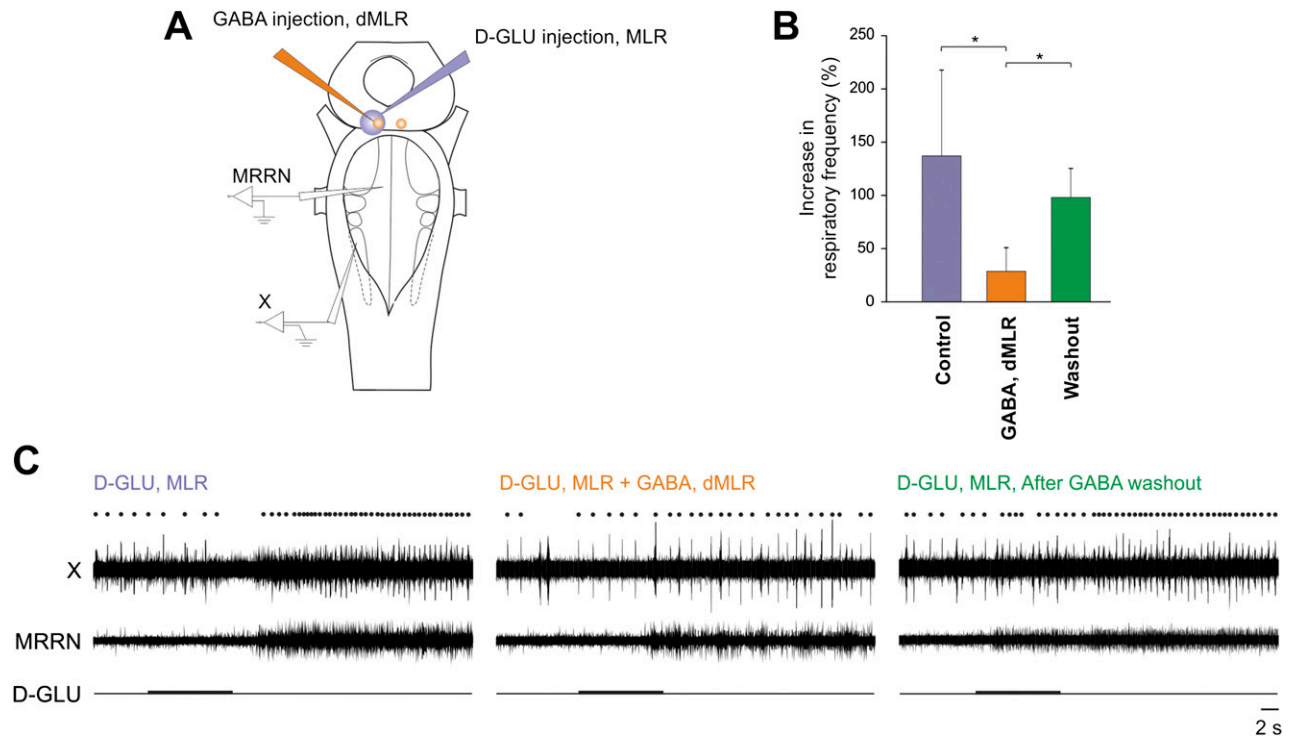 A
GABA injection, dMLR
D-GLU injection, MLR
MRRN
X
B
Increase in
respiratory frequency (%)
250
200
150
100
50
0
*
*
Control
GABA, dMLR
Washout
C
D-GLU, MLR
D-GLU, MLR + GABA, dMLR
D-GLU, MLR, After GABA washout
X
MRRN
D-GLU
2 s